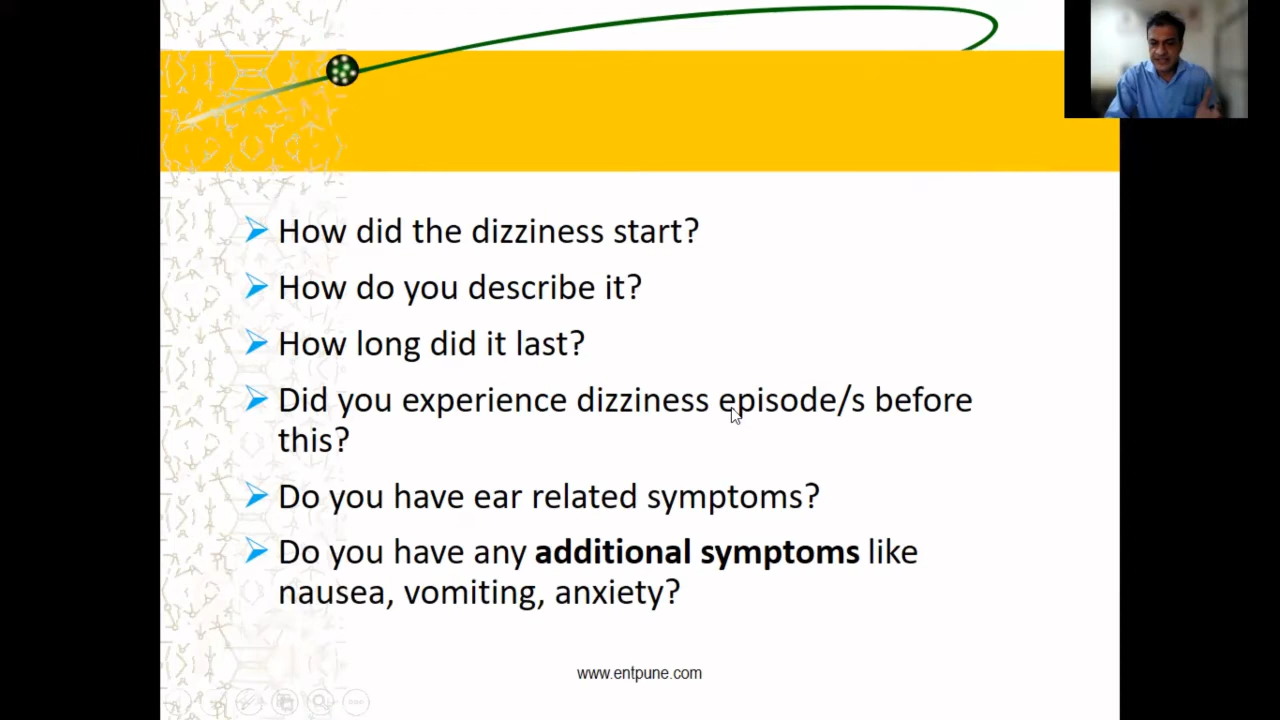 How did the dizziness start?
How do you describe it?
How long did it last?
Did you experience dizziness episode/s before
this?
Do you have ear related symptoms?
Do you have any additional symptoms like
nausea, vomiting, anxiety?
www.entpune.com